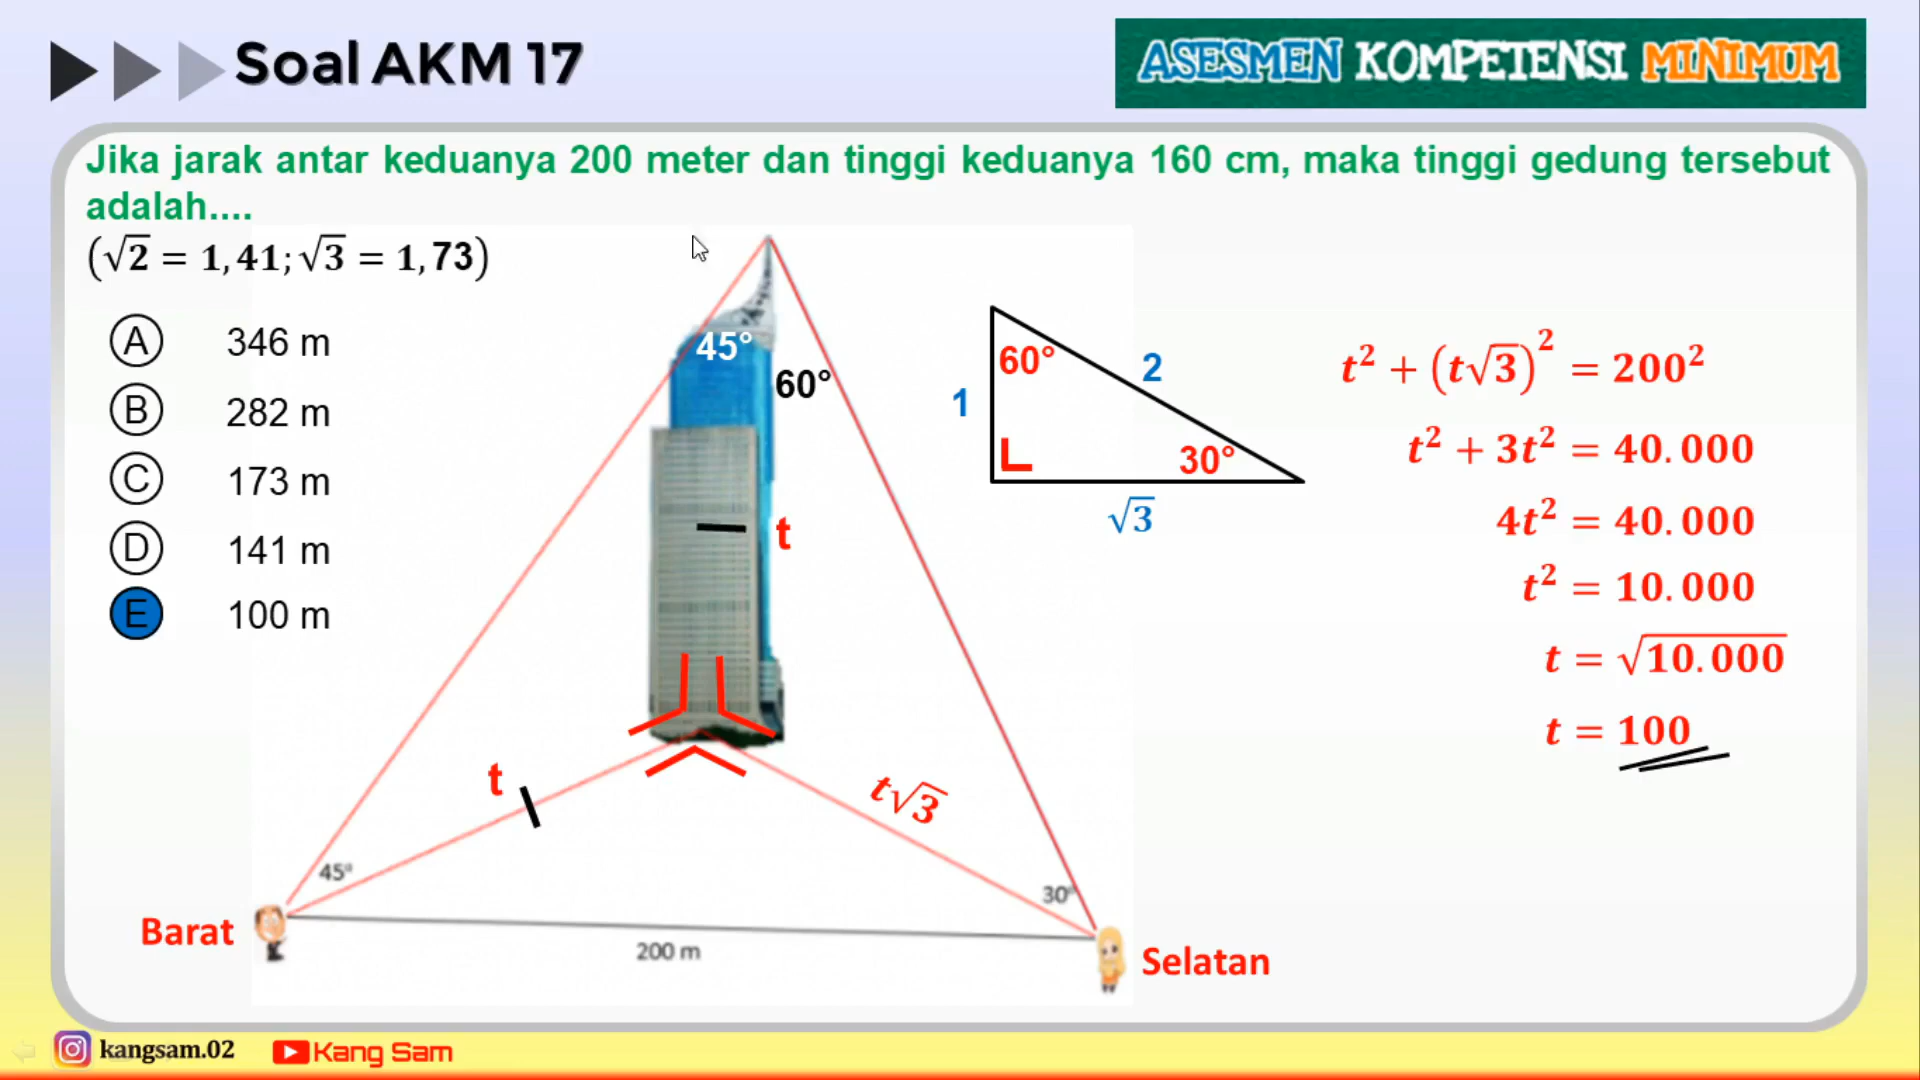 Soal AKM 17
ASESMEN KOMPETENSI MINIMUM
Jika jarak antar keduanya 200 meter dan tinggi keduanya 160 cm, maka tinggi gedung tersebut
adalah....
(√2 = 1,41; √3 = 1,73)
A 346 m
B 282 m
C 173 m
D 141 m
E 100 m
45°
60°
t
t
t√3
45°
30°
200 m
Barat
Selatan
60°
2
1
30°
√3
t² + (t√3)² = 200²
t² + 3t² = 40.000
4t² = 40.000
t² = 10.000
t = √10.000
t = 100
kangsam.02
Kang Sam